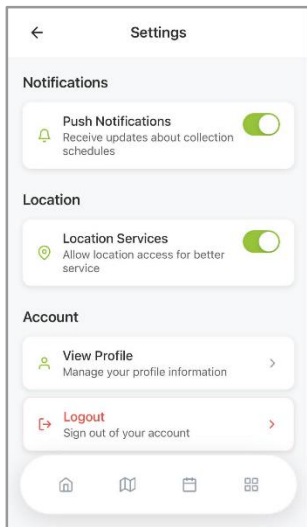 Settings
Notifications
Push Notifications
Receive updates about collection
schedules
Location
Location Services
Allow location access for better
service
Account
View Profile
Manage your profile information
Logout
Sign out of your account